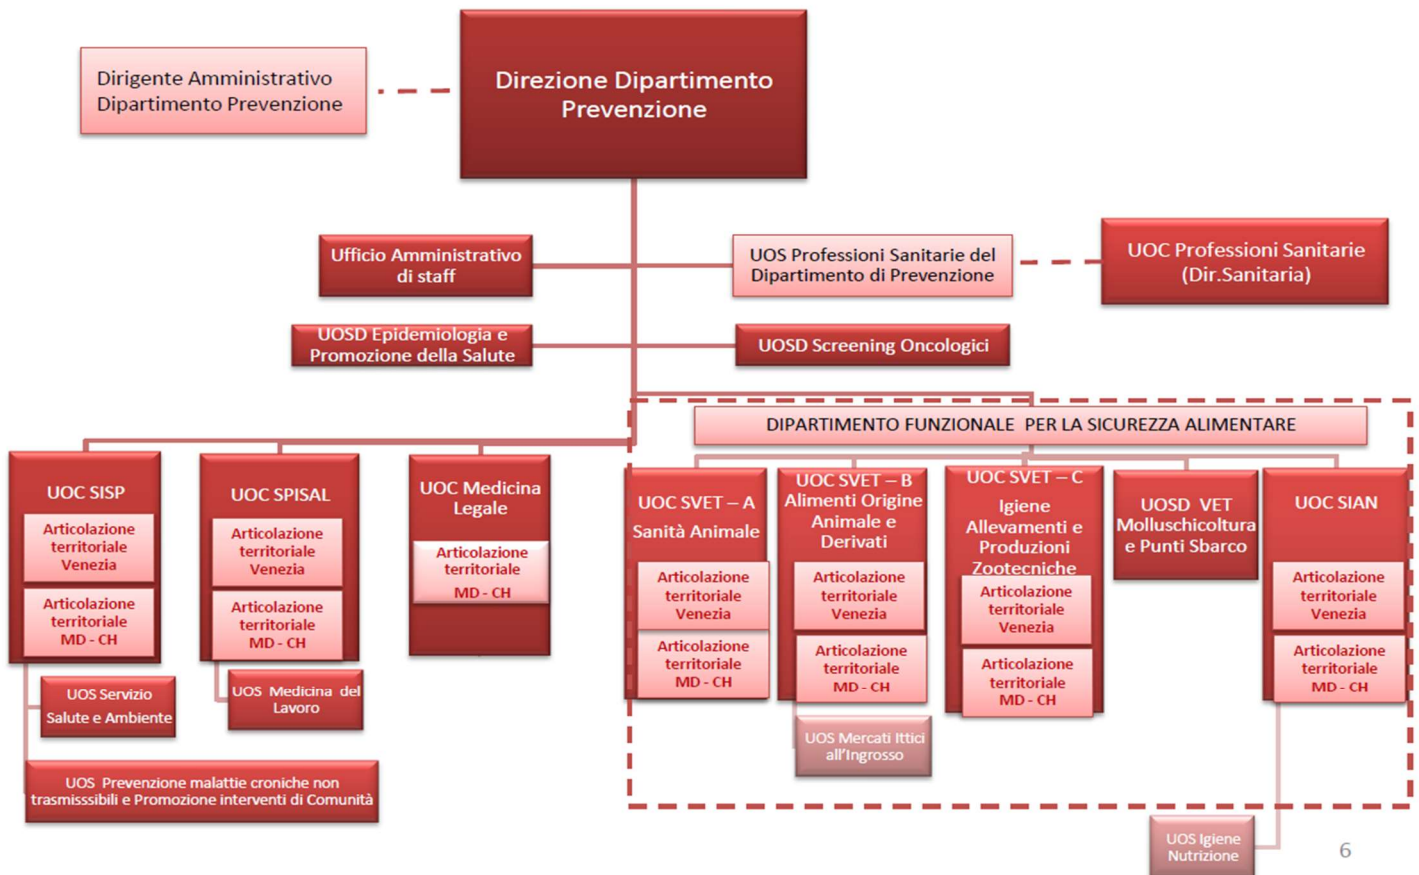 Dirigente Amministrativo
Dipartimento Prevenzione
Direzione Dipartimento
Prevenzione
Ufficio Amministrativo
di staff
UOS Professioni Sanitarie del
Dipartimento di Prevenzione
UOC Professioni Sanitarie
(Dir.Sanitaria)
UOSD Epidemiologia e
Promozione della Salute
UOSD Screening Oncologici
DIPARTIMENTO FUNZIONALE PER LA SICUREZZA ALIMENTARE
UOC SISP
Articolazione
territoriale
Venezia
Articolazione
territoriale
MD - CH
UOS Servizio
Salute e Ambiente
UOS Prevenzione malattie croniche non
trasmisssibili e Promozione interventi di Comunità
UOC SPISAL
Articolazione
territoriale
Venezia
Articolazione
territoriale
MD - CH
UOS Medicina del
Lavoro
UOC Medicina
Legale
Articolazione
territoriale
MD - CH
UOC SVET – A
Sanità Animale
Articolazione
territoriale
Venezia
Articolazione
territoriale
MD - CH
UOC SVET – B
Alimenti Origine
Animale e
Derivati
Articolazione
territoriale
Venezia
Articolazione
territoriale
MD - CH
UOS Mercati Ittici
all'Ingrosso
UOC SVET – C
Igiene
Allevamenti e
Produzioni
Zootecniche
Articolazione
territoriale
Venezia
Articolazione
territoriale
MD - CH
UOSD VET
Molluschicoltura
e Punti Sbarco
UOC SIAN
Articolazione
territoriale
Venezia
Articolazione
territoriale
MD - CH
UOS Igiene
Nutrizione
6